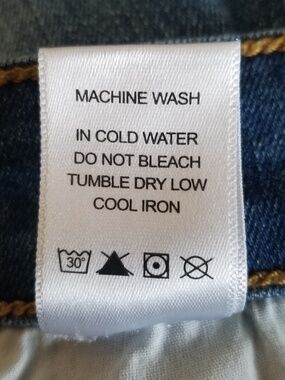 MACHINE WASH
IN COLD WATER
DO NOT BLEACH
TUMBLE DRY LOW
COOL IRON
30°